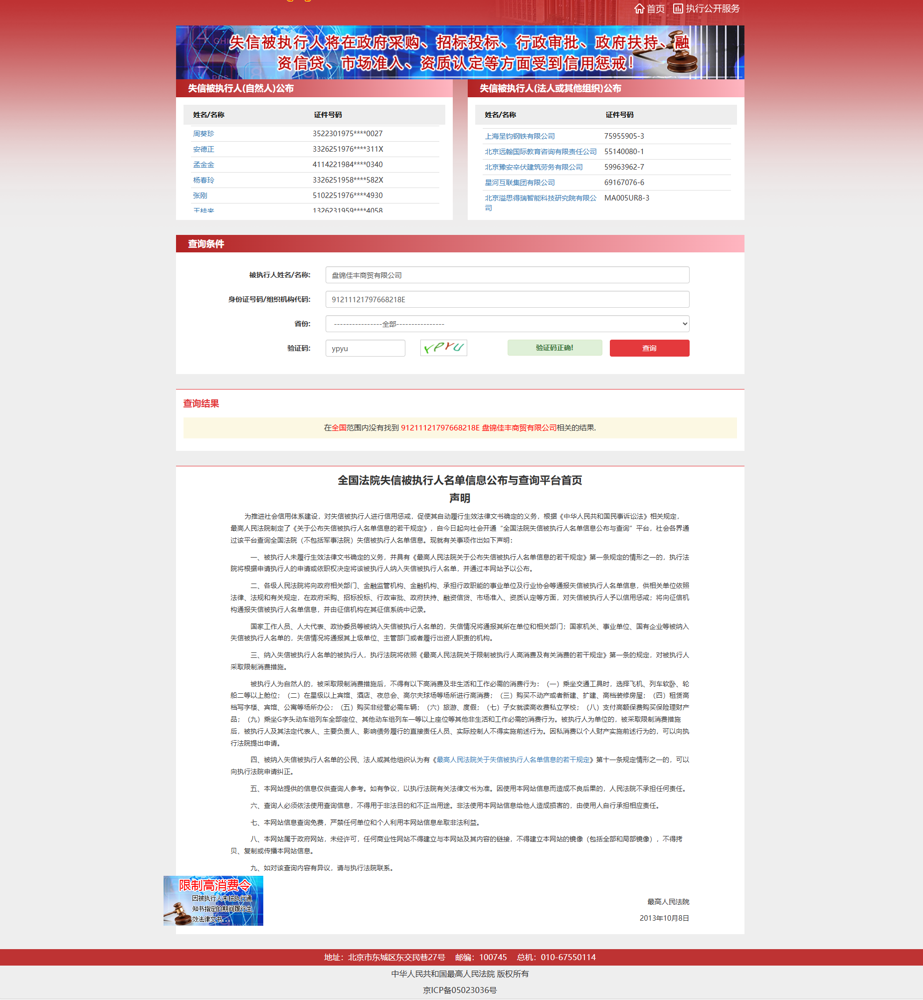 首页 执行公开服务
失信被执行人将在政府采购、招标投标、行政审批、政府扶持、融
资信贷、市场准入、资质认定等方面受到信用惩戒！
失信被执行人(自然人)公布
姓名/名称 证件号码
周葵珍 3522301975****0027
安德正 3326251976****311X
孟金金 4114221984****0340
杨春玲 3326251958****582X
张刚 5102251976****4930
王桂来 1326231959****4058
失信被执行人(法人或其他组织)公布
姓名/名称 证件号码
上海呈钧钢铁有限公司 75955905-3
北京远翰国际教育咨询有限责任公司 55140080-1
北京豫安辛伏建筑劳务有限公司 59963962-7
星河互联集团有限公司 69167076-6
北京溢思得瑞智能科技研究院有限公 MA005UR8-3
司
查询条件
被执行人姓名/名称: 盘锦佳丰商贸有限公司
身份证号码/组织机构代码: 91211121797668218E
省份: ----------------全部----------------
验证码: ypyu YPYU 验证码正确! 查询
查询结果
在全国范围内没有找到 91211121797668218E 盘锦佳丰商贸有限公司相关的结果.
全国法院失信被执行人名单信息公布与查询平台首页
声明
为推进社会信用体系建设，对失信被执行人进行信用惩戒，促使其自动履行生效法律文书确定的义务，根据《中华人民共和国民事诉讼法》相关规定，
最高人民法院制定了《关于公布失信被执行人名单信息的若干规定》，自今日起向社会开通“全国法院失信被执行人名单信息公布与查询”平台，社会各界通
过该平台查询全国法院（不包括军事法院）失信被执行人名单信息。现就有关事项作出如下声明：
一、被执行人未履行生效法律文书确定的义务，并具有《最高人民法院关于公布失信被执行人名单信息的若干规定》第一条规定的情形之一的，执行法
院将根据申请执行人的申请或依职权决定将该被执行人纳入失信被执行人名单，并通过本网站予以公布。
二、各级人民法院将向政府相关部门、金融监管机构、金融机构、承担行政职能的事业单位及行业协会等通报失信被执行人名单信息，供相关单位依照
法律、法规和有关规定，在政府采购、招标投标、行政审批、政府扶持、融资信贷、市场准入、资质认定等方面，对失信被执行人予以信用惩戒；将向征信机
构通报失信被执行人名单信息，并由征信机构在其征信系统中记录。
国家工作人员、人大代表、政协委员等被纳入失信被执行人名单的，失信情况将通报其所在单位和相关部门；国家机关、事业单位、国有企业等被纳入
失信被执行人名单的，失信情况将通报其上级单位、主管部门或者履行出资人职责的机构。
三、纳入失信被执行人名单的被执行人，执行法院将依照《最高人民法院关于限制被执行人高消费及有关消费的若干规定》第一条的规定，对被执行人
采取限制消费措施。
被执行人为自然人的，被采取限制消费措施后，不得有以下高消费及非生活和工作必需的消费行为：（一）乘坐交通工具时，选择飞机、列车软卧、轮
船二等以上舱位；（二）在星级以上宾馆、酒店、夜总会、高尔夫球场等场所进行高消费；（三）购买不动产或者新建、扩建、高档装修房屋；（四）租赁高
档写字楼、宾馆、公寓等场所办公；（五）购买非经营必需车辆；（六）旅游、度假；（七）子女就读高收费私立学校；（八）支付高额保费购买保险理财产
品；（九）乘坐G字头动车组列车全部座位、其他动车组列车一等以上座位等其他非生活和工作必需的消费行为。被执行人为单位的，被采取限制消费措施
后，被执行人及其法定代表人、主要负责人、影响债务履行的直接责任人员、实际控制人不得实施前述行为。因私消费以个人财产实施前述行为的，可以向执
行法院提出申请。
四、被纳入失信被执行人名单的公民、法人或其他组织认为有《最高人民法院关于失信被执行人名单信息的若干规定》第十一条规定情形之一的，可以
向执行法院申请纠正。
五、本网站提供的信息仅供查询人参考。如有争议，以执行法院有关法律文书为准。因使用本网站信息而造成不良后果的，人民法院不承担任何责任。
六、查询人必须依法使用查询信息，不得用于非法目的和不正当用途。非法使用本网站信息给他人造成损害的，由使用人自行承担相应责任。
七、本网站信息查询免费，严禁任何单位和个人利用本网站信息牟取非法利益。
八、本网站属于政府网站，未经许可，任何商业性网站不得建立与本网站及其内容的链接，不得建立本网站的镜像（包括全部和局部镜像），不得拷
贝、复制或传播本网站信息。
九、如对该查询内容有异议，请与执行法院联系。
限制高消费令
因被执行人未按执行通
知书指定的期间履行生
效法律文书...
最高人民法院
2013年10月8日
地址：北京市东城区东交民巷27号 邮编：100745 总机：010-67550114
中华人民共和国最高人民法院 版权所有
京ICP备05023036号